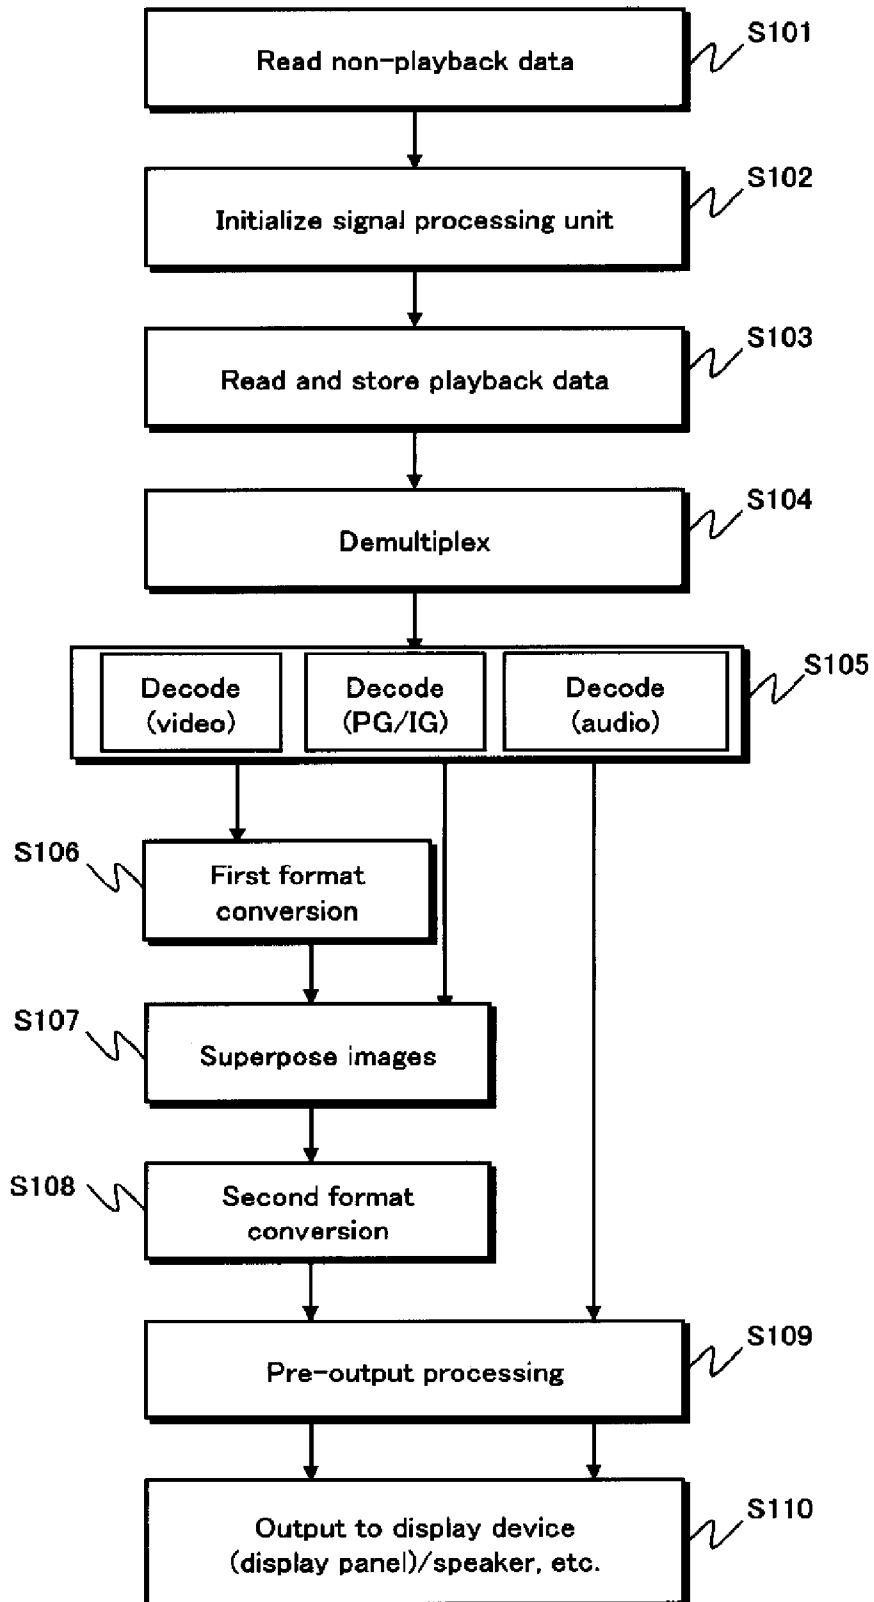 Read non-playback data
S101
Initialize signal processing unit
S102
Read and store playback data
S103
Demultiplex
S104
Decode
(video)
Decode
(PG/IG)
Decode
(audio)
S105
S106
First format
conversion
S107
Superpose images
S108
Second format
conversion
Pre-output processing
S109
Output to display device
(display panel)/speaker, etc.
S110